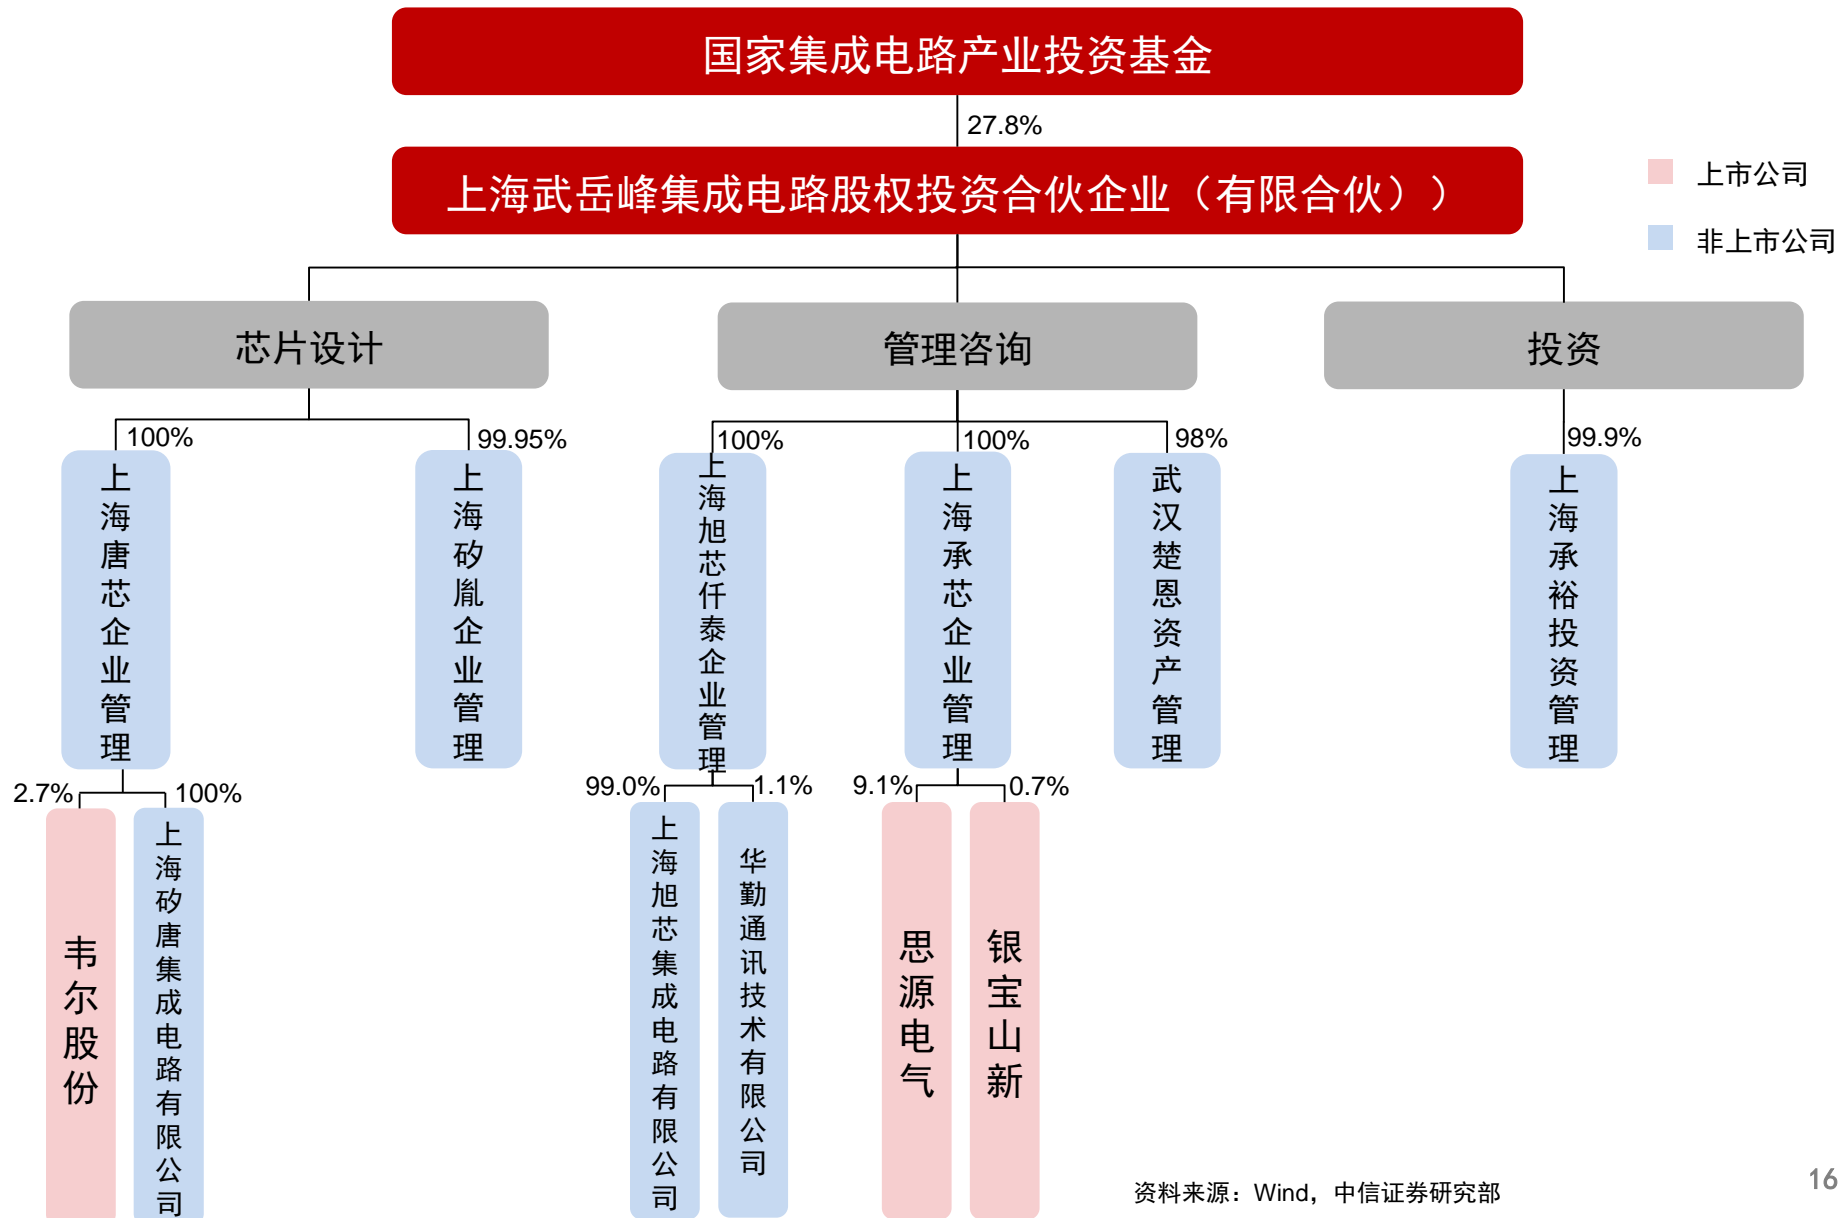 国家集成电路产业投资基金
27.8%
上海武岳峰集成电路股权投资合伙企业（有限合伙））
上市公司
非上市公司
芯片设计
管理咨询
投资
100%
99.95%
100%
100%
98%
99.9%
上海唐芯企业管理
上海矽胤企业管理
上海旭芯仟泰企业管理
上海承芯企业管理
武汉楚恩资产管理
上海承裕投资管理
2.7%
100%
99.0%
1.1%
9.1%
0.7%
韦尔股份
上海矽唐集成电路有限公司
上海旭芯集成电路有限公司
华勤通讯技术有限公司
思源电气
银宝山新
资料来源：Wind，中信证券研究部
16